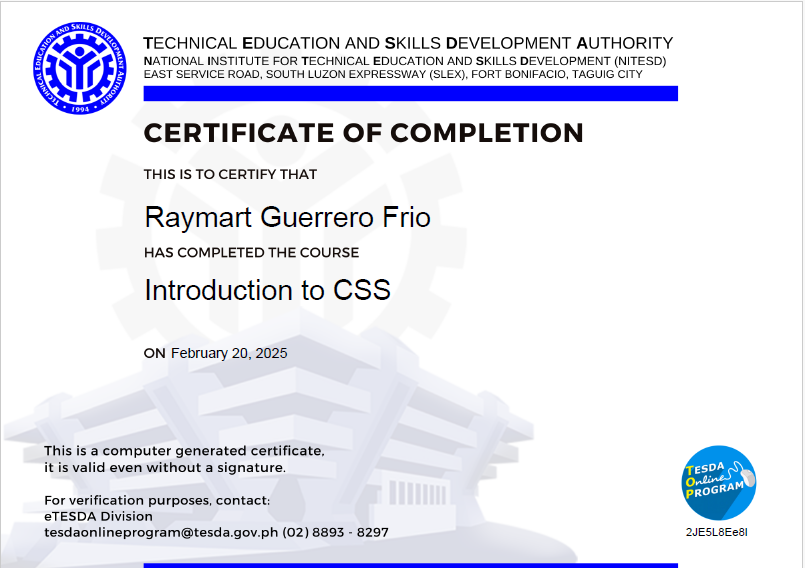 TECHNICAL EDUCATION AND SKILLS DEVELOPMENT AUTHORITY
• 1994 •
TECHNICAL EDUCATION AND SKILLS DEVELOPMENT AUTHORITY
NATIONAL INSTITUTE FOR TECHNICAL EDUCATION AND SKILLS DEVELOPMENT (NITESD)
EAST SERVICE ROAD, SOUTH LUZON EXPRESSWAY (SLEX), FORT BONIFACIO, TAGUIG CITY
CERTIFICATE OF COMPLETION
THIS IS TO CERTIFY THAT
Raymart Guerrero Frio
HAS COMPLETED THE COURSE
Introduction to CSS
ON February 20, 2025
This is a computer generated certificate,
it is valid even without a signature.
For verification purposes, contact:
eTESDA Division
tesdaonlineprogram@tesda.gov.ph (02) 8893 - 8297
TESDA
Online
PROGRAM
2JE5L8Ee8I